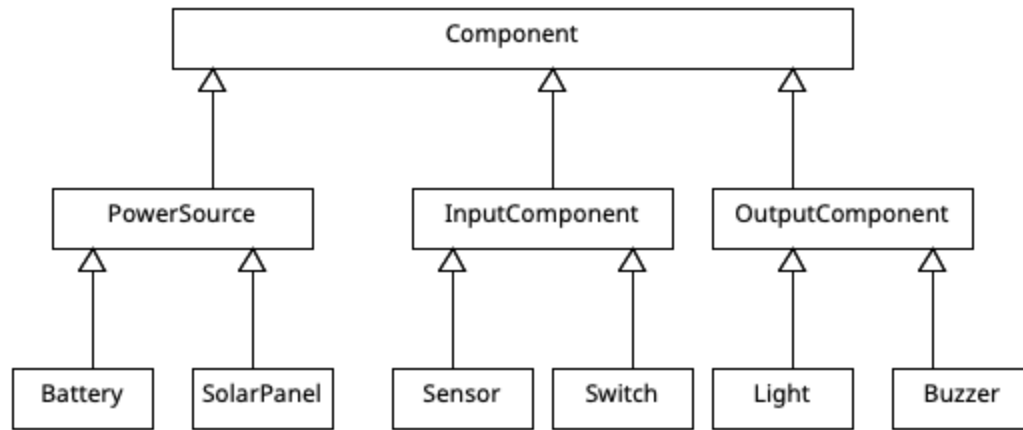 Component
PowerSource
InputComponent
OutputComponent
Battery
SolarPanel
Sensor
Switch
Light
Buzzer